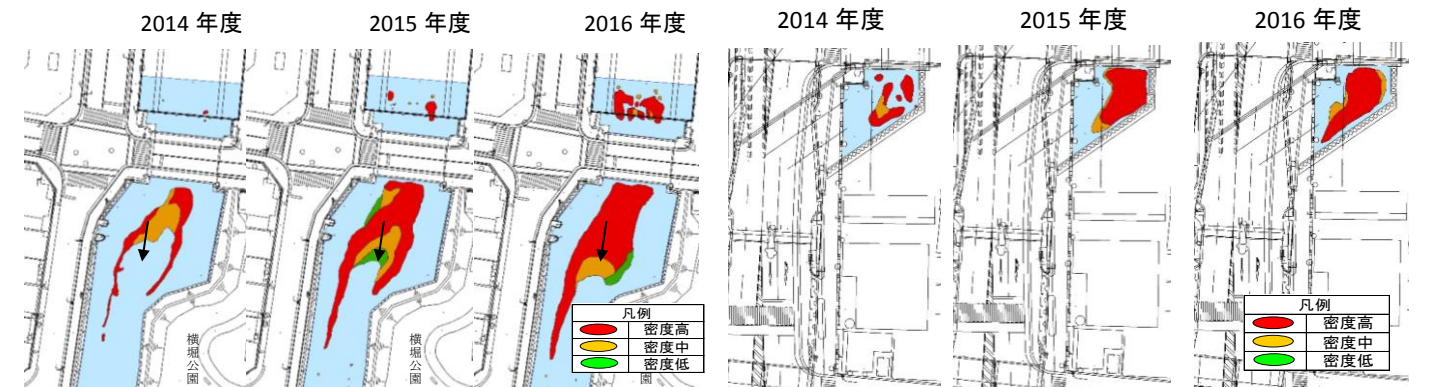 2014 年度
2015 年度
2016 年度
2014 年度
2015 年度
2016 年度
横堀公園
横堀公園
園
凡例
密度高
密度中
密度低
凡例
密度高
密度中
密度低